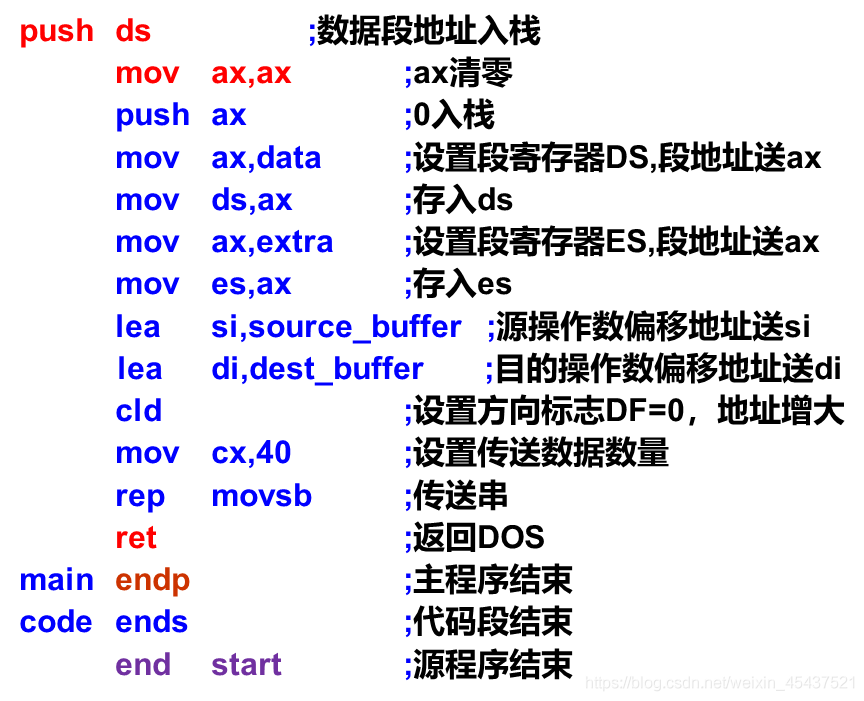 push ds ;数据段地址入栈
mov ax,ax ;ax清零
push ax ;0入栈
mov ax,data ;设置段寄存器DS,段地址送ax
mov ds,ax ;存入ds
mov ax,extra ;设置段寄存器ES,段地址送ax
mov es,ax ;存入es
lea si,source_buffer ;源操作数偏移地址送si
lea di,dest_buffer ;目的操作数偏移地址送di
cld ;设置方向标志DF=0，地址增大
mov cx,40 ;设置传送数据数量
rep movsb ;传送串
ret ;返回DOS
main endp ;主程序结束
code ends ;代码段结束
end start ;源程序结束
https://blog.csdn.net/weixin_45437521